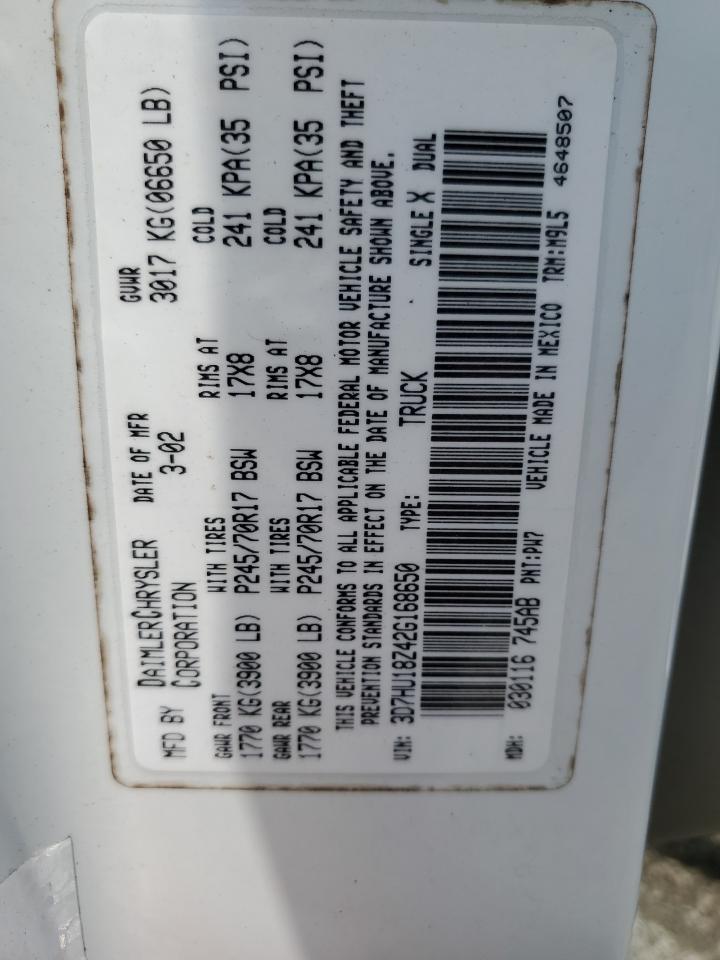 MFD BY DAIMLERCHRYSLER CORPORATION DATE OF MFR 3-02 GVWR 3017 KG(06650 LB)
GAWR FRONT WITH TIRES RIMS AT COLD
1770 KG(3900 LB) P245/70R17 BSW 17X8 241 KPA(35 PSI)
GAWR REAR WITH TIRES RIMS AT COLD
1770 KG(3900 LB) P245/70R17 BSW 17X8 241 KPA(35 PSI)
THIS VEHICLE CONFORMS TO ALL APPLICABLE FEDERAL MOTOR VEHICLE SAFETY AND THEFT
PREVENTION STANDARDS IN EFFECT ON THE DATE OF MANUFACTURE SHOWN ABOVE.
VIN: 3D7HU18Z42G168650 TYPE: TRUCK SINGLE X DUAL
MDH: 030116 745AB PNT:PW7 VEHICLE MADE IN MEXICO TRM:M9L5 4648507